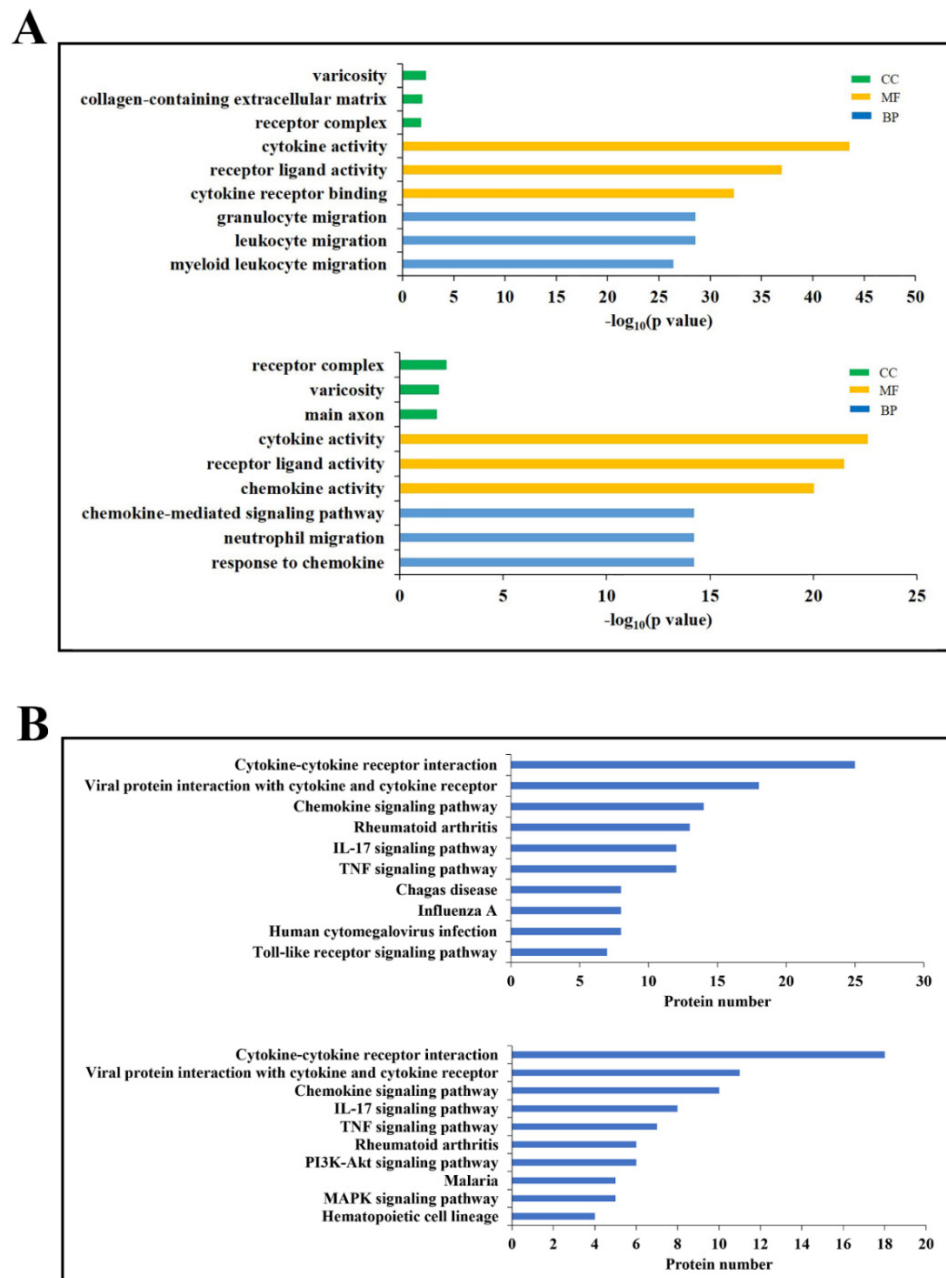 A
varicosity
collagen-containing extracellular matrix
receptor complex
cytokine activity
receptor ligand activity
cytokine receptor binding
granulocyte migration
leukocyte migration
myeloid leukocyte migration
CC
MF
BP
0 5 10 15 20 25 30 35 40 45 50
-log₁₀(p value)
receptor complex
varicosity
main axon
cytokine activity
receptor ligand activity
chemokine activity
chemokine-mediated signaling pathway
neutrophil migration
response to chemokine
CC
MF
BP
0 5 10 15 20 25
-log₁₀(p value)
B
Cytokine-cytokine receptor interaction
Viral protein interaction with cytokine and cytokine receptor
Chemokine signaling pathway
Rheumatoid arthritis
IL-17 signaling pathway
TNF signaling pathway
Chagas disease
Influenza A
Human cytomegalovirus infection
Toll-like receptor signaling pathway
0 5 10 15 20 25 30
Protein number
Cytokine-cytokine receptor interaction
Viral protein interaction with cytokine and cytokine receptor
Chemokine signaling pathway
IL-17 signaling pathway
TNF signaling pathway
Rheumatoid arthritis
PI3K-Akt signaling pathway
Malaria
MAPK signaling pathway
Hematopoietic cell lineage
0 2 4 6 8 10 12 14 16 18 20
Protein number